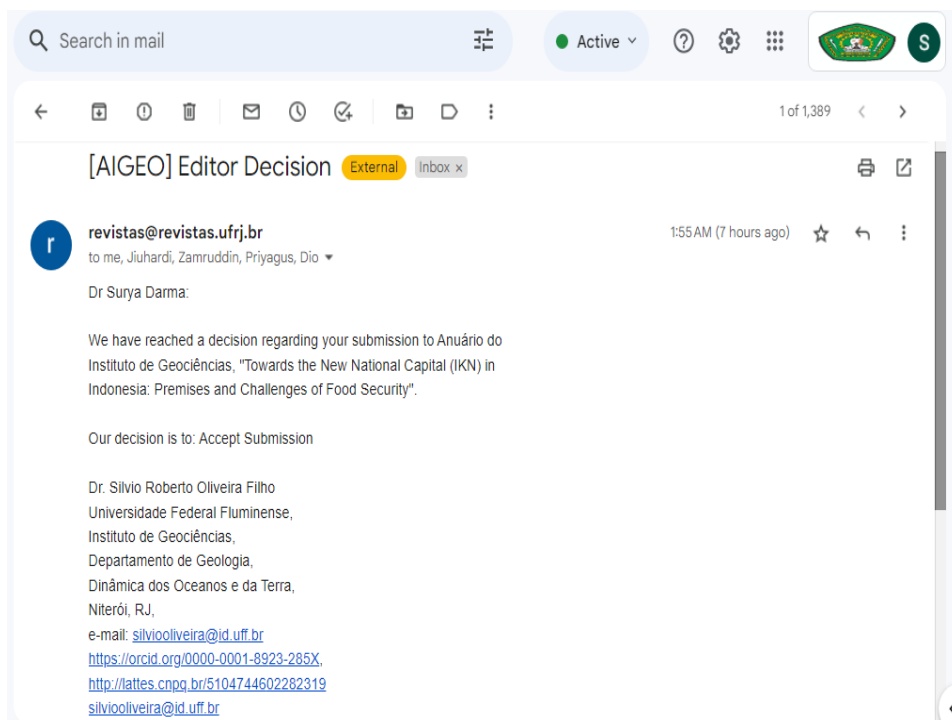 Search in mail
Active
S
1 of 1,389
[AIGEO] Editor Decision External Inbox x
r
revistas@revistas.ufrj.br
1:55 AM (7 hours ago)
to me, Jiuhardi, Zamruddin, Priyagus, Dio
Dr Surya Darma:
We have reached a decision regarding your submission to Anuário do
Instituto de Geociências, "Towards the New National Capital (IKN) in
Indonesia: Premises and Challenges of Food Security".
Our decision is to: Accept Submission
Dr. Silvio Roberto Oliveira Filho
Universidade Federal Fluminense,
Instituto de Geociências,
Departamento de Geologia,
Dinâmica dos Oceanos e da Terra,
Niterói, RJ,
e-mail: silviooliveira@id.uff.br
https://orcid.org/0000-0001-8923-285X,
http://lattes.cnpq.br/5104744602282319
silviooliveira@id.uff.br